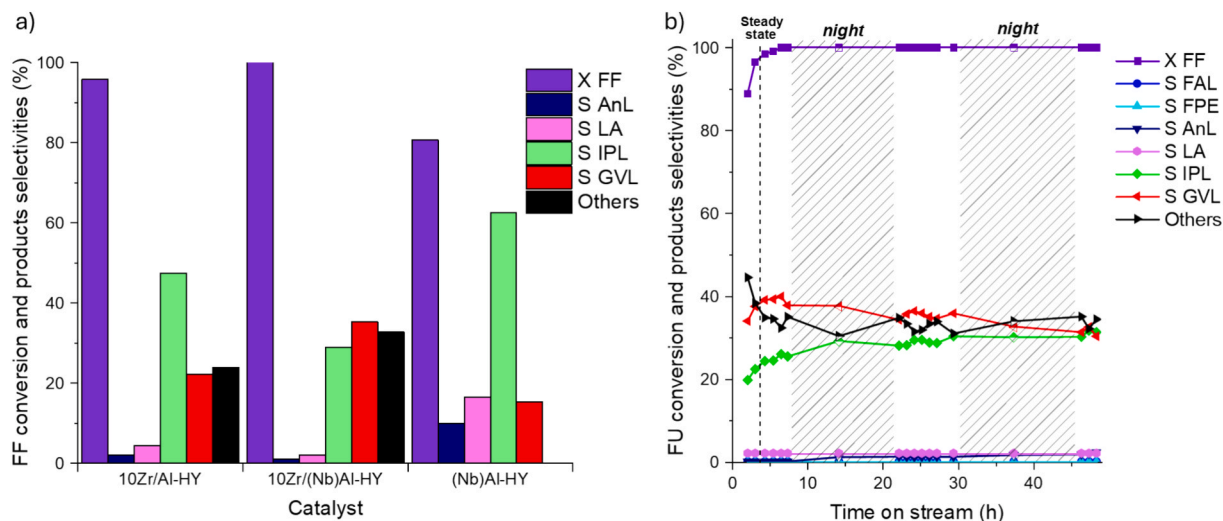 a)
FF conversion and products selectivities (%)
100
80
60
40
20
0
10Zr/Al-HY
10Zr/(Nb)Al-HY
(Nb)Al-HY
Catalyst
X FF
S AnL
S LA
S IPL
S GVL
Others
b)
Steady
state
night
night
FU conversion and products selectivities (%)
100
80
60
40
20
0
0
10
20
30
40
Time on stream (h)
X FF
S FAL
S FPE
S AnL
S LA
S IPL
S GVL
Others